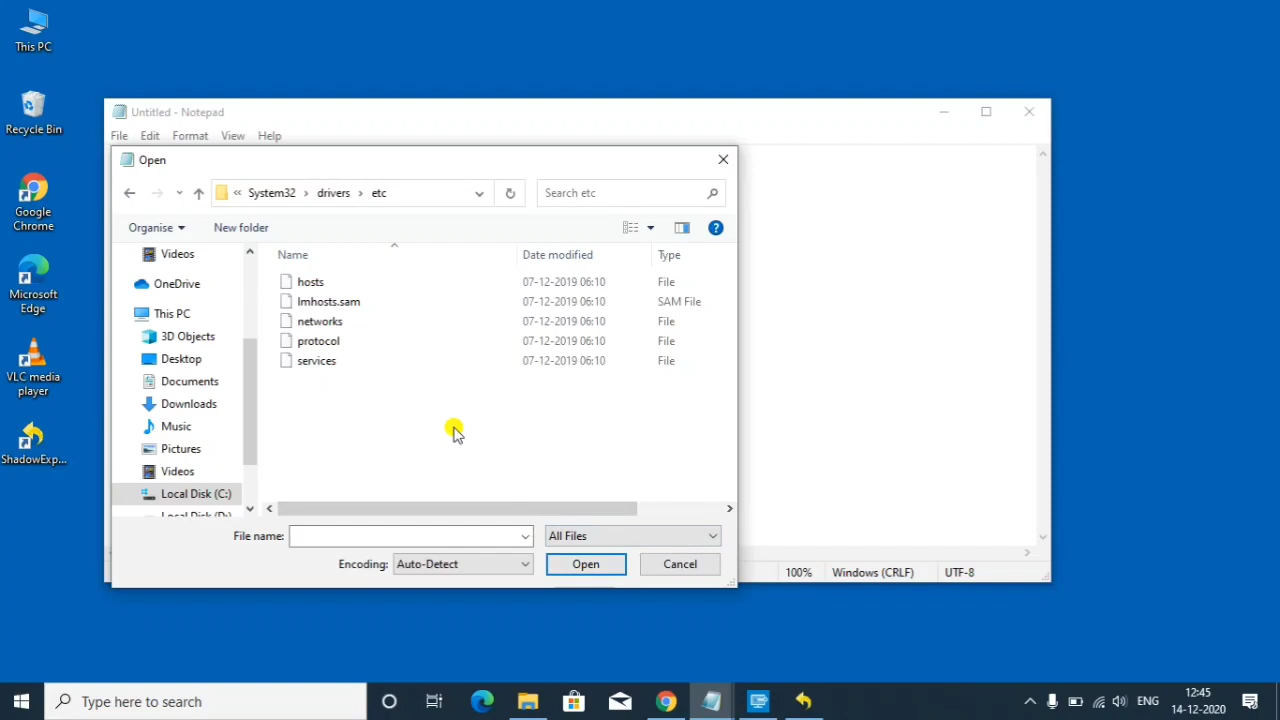 This PC
Recycle Bin
Google
Chrome
Microsoft
Edge
VLC media
player
ShadowExp...
Untitled - Notepad
File Edit Format View Help
Open
« System32 › drivers › etc
Search etc
Organise New folder
Name Date modified Type
Videos
OneDrive
This PC
3D Objects
Desktop
Documents
Downloads
Music
Pictures
Videos
Local Disk (C:)
Local Disk (D:)
hosts 07-12-2019 06:10 File
lmhosts.sam 07-12-2019 06:10 SAM File
networks 07-12-2019 06:10 File
protocol 07-12-2019 06:10 File
services 07-12-2019 06:10 File
File name: All Files
Encoding: Auto-Detect Open Cancel
100% Windows (CRLF) UTF-8
Type here to search
ENG
12:45
14-12-2020